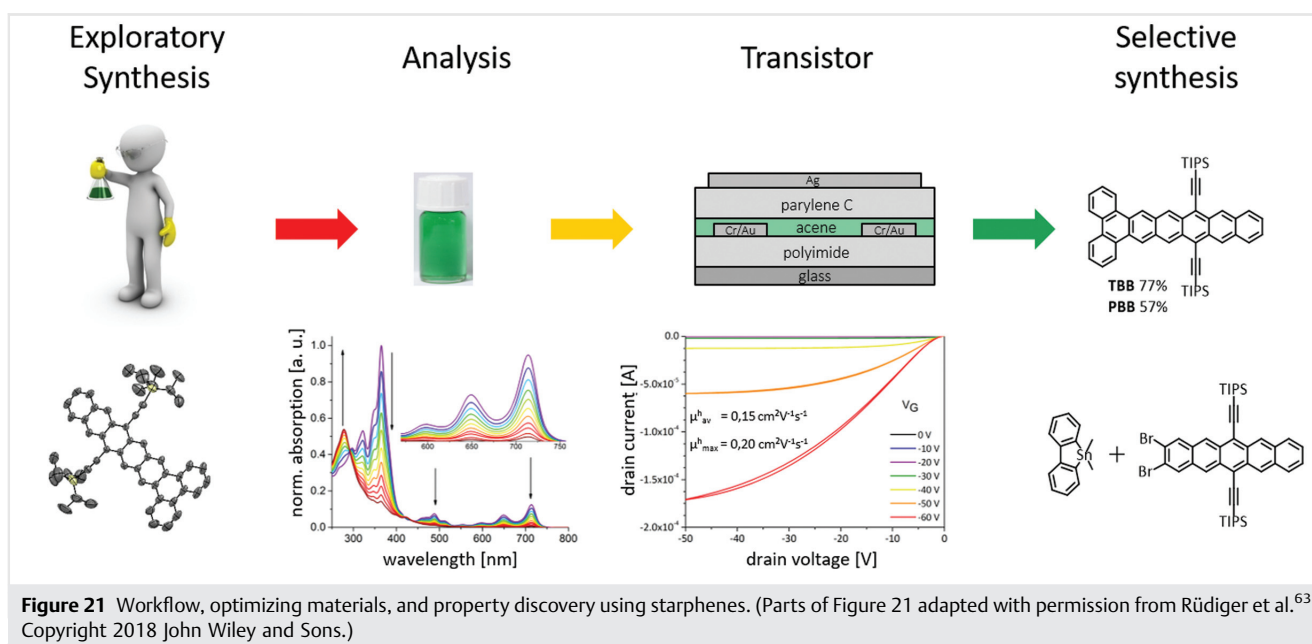 Exploratory
Synthesis
Analysis
Transistor
Selective
synthesis
Ag
parylene C
Cr/Au
acene
Cr/Au
polyimide
glass
TIPS
TIPS
TBB 77%
PBB 57%
norm. absorption [a. u.]
1.0
0.8
0.6
0.4
0.2
0.0
600
650
700
750
300
400
500
600
700
800
wavelength [nm]
drain current [A]
0.0
-5.0x10⁻⁵
-1.0x10⁻⁴
-1.5x10⁻⁴
-2.0x10⁻⁴
μʰav = 0,15 cm²V⁻¹s⁻¹
μʰmax = 0,20 cm²V⁻¹s⁻¹
VG
0 V
-10 V
-20 V
-30 V
-40 V
-50 V
-60 V
-50
-40
-30
-20
-10
0
drain voltage [V]
Sn
+
TIPS
Br
Br
TIPS
Figure 21 Workflow, optimizing materials, and property discovery using starphenes. (Parts of Figure 21 adapted with permission from Rüdiger et al.⁶³
Copyright 2018 John Wiley and Sons.)